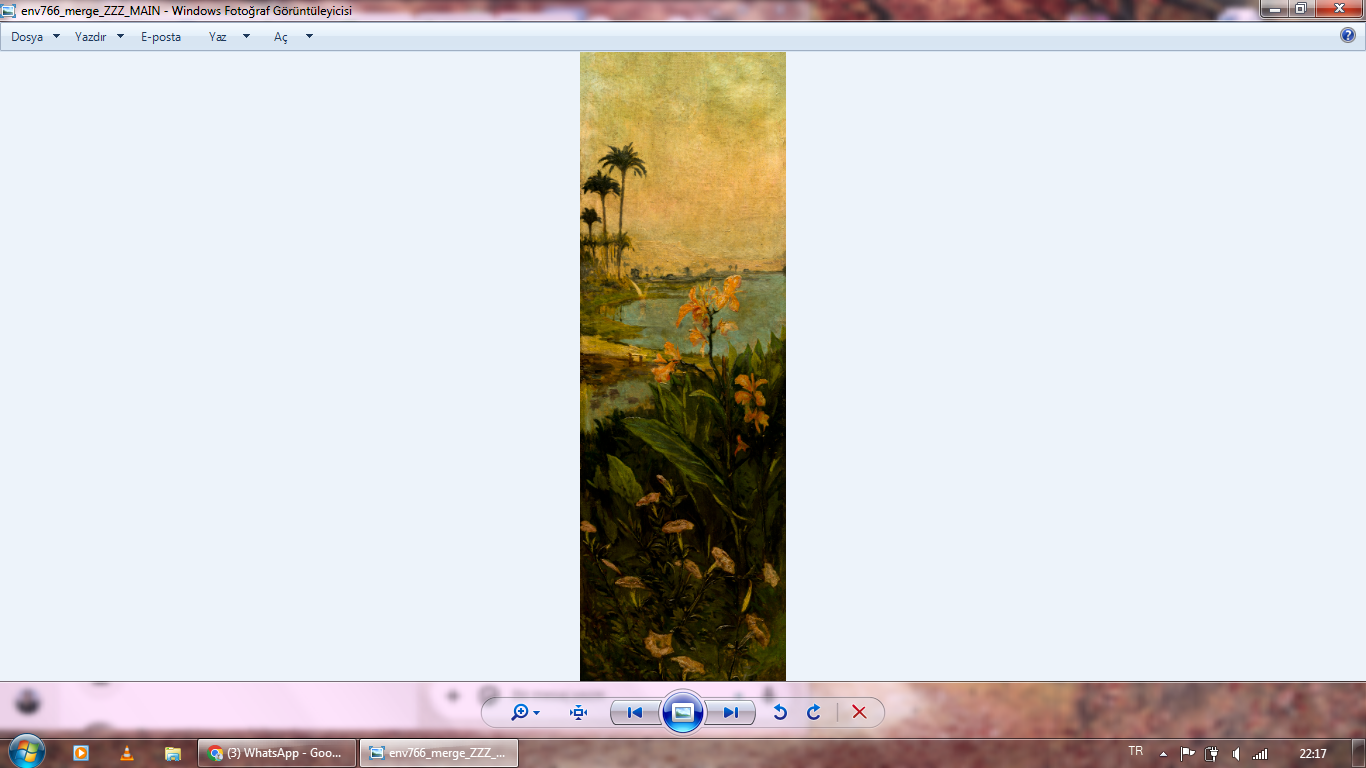 env766_merge_ZZZ_MAIN - Windows Fotoğraf Görüntüleyicisi
Dosya Yazdır E-posta Yaz Aç
(3) WhatsApp - Goo...
env766_merge_ZZZ_...
TR
22:17